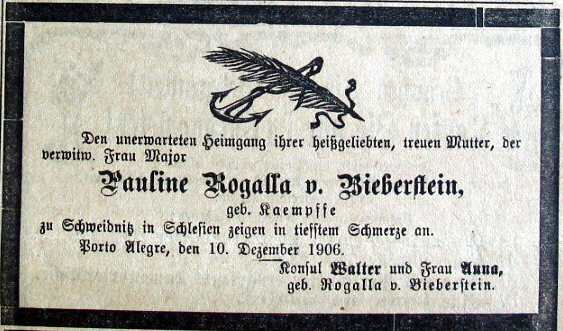 Den unerwarteten Heimgang ihrer heißgeliebten, treuen Mutter, der
verwitw. Frau Major
Pauline Rogalla v. Bieberstein,
geb. Kaempffe
zu Schweidnitz in Schlesien zeigen in tiefstem Schmerze an.
Porto Alegre, den 10. Dezember 1906.
Konsul Walter und Frau Anna,
geb. Rogalla v. Bieberstein.